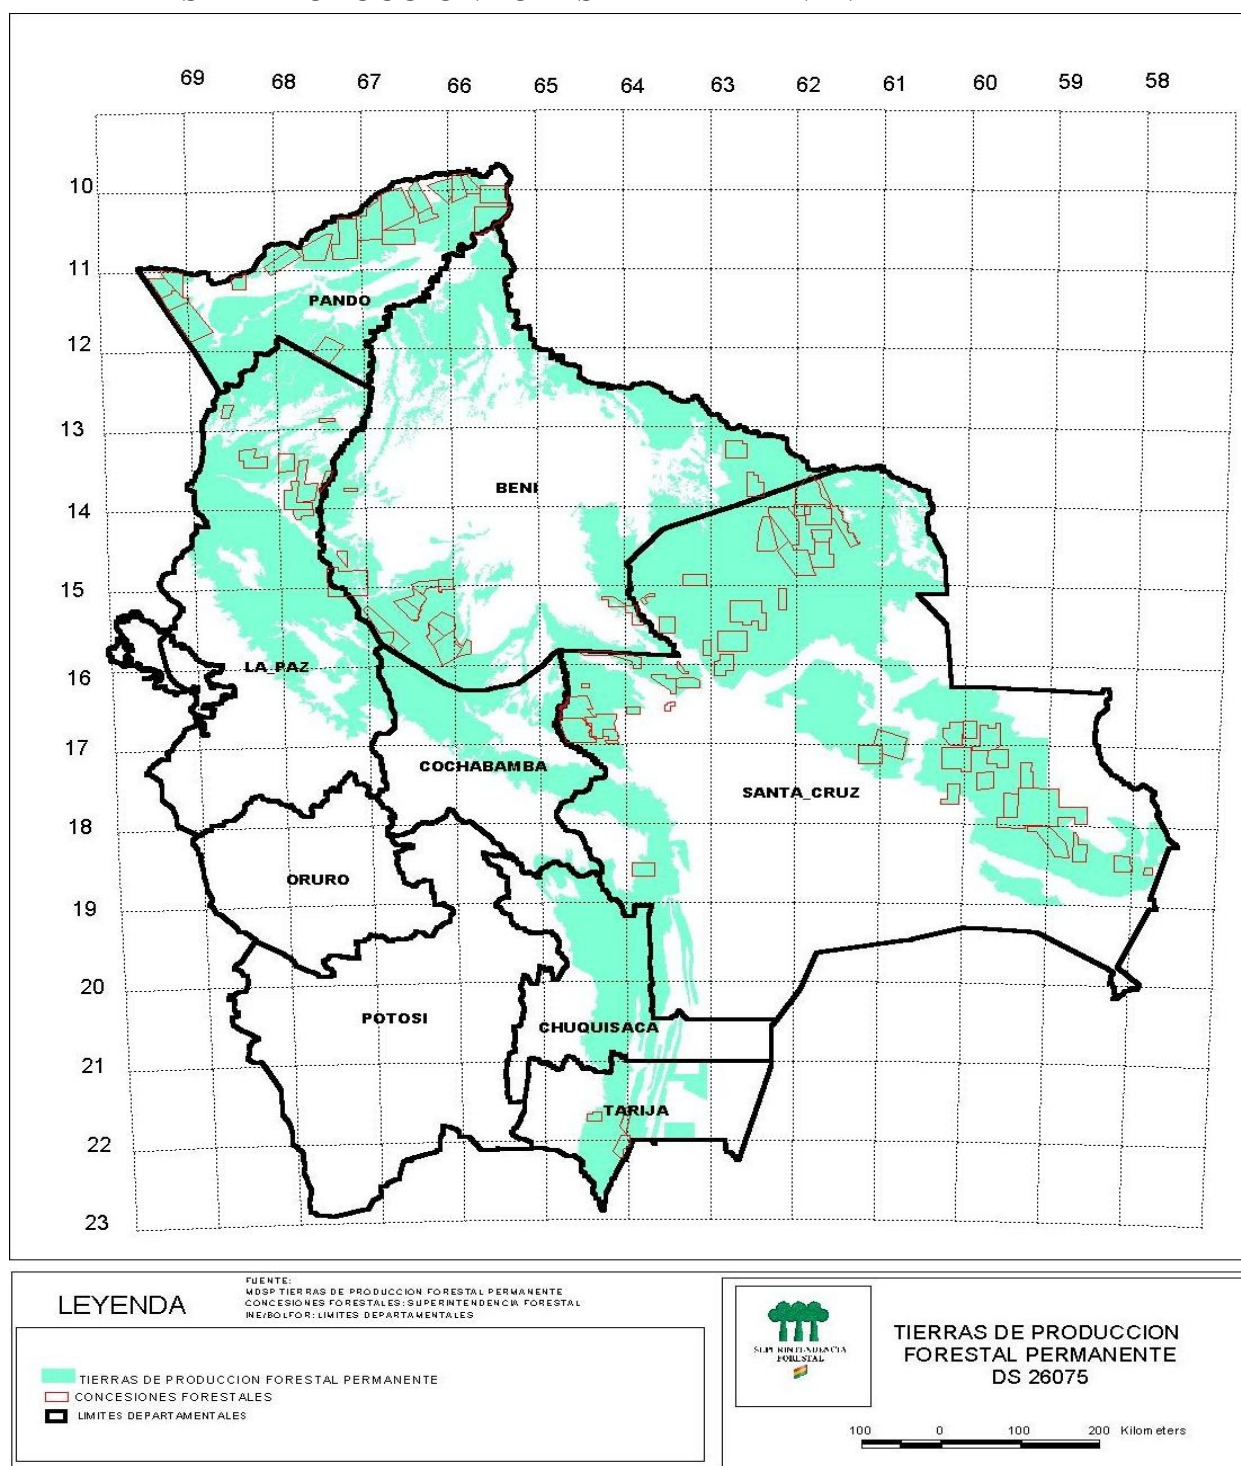 69 68 67 66 65 64 63 62 61 60 59 58
10
11
PANDO
12
13
BENI
14
15
LA_PAZ
16
17
COCHABAMBA
SANTA_CRUZ
18
ORURO
19
20
POTOSI
CHUQUISACA
21
TARIJA
22
23
LEYENDA
FUENTE:
MDSP TIERRAS DE PRODUCCION FORESTAL PERMANENTE
CONCESIONES FORESTALES: SUPERINTENDENCIA FORESTAL
INE/BOLFOR: LIMITES DEPARTAMENTALES
TIERRAS DE PRODUCCION FORESTAL PERMANENTE
CONCESIONES FORESTALES
LIMITES DEPARTAMENTALES
SUPERINTENDENCIA
FORESTAL
TIERRAS DE PRODUCCION
FORESTAL PERMANENTE
DS 26075
100 0 100 200 Kilometers